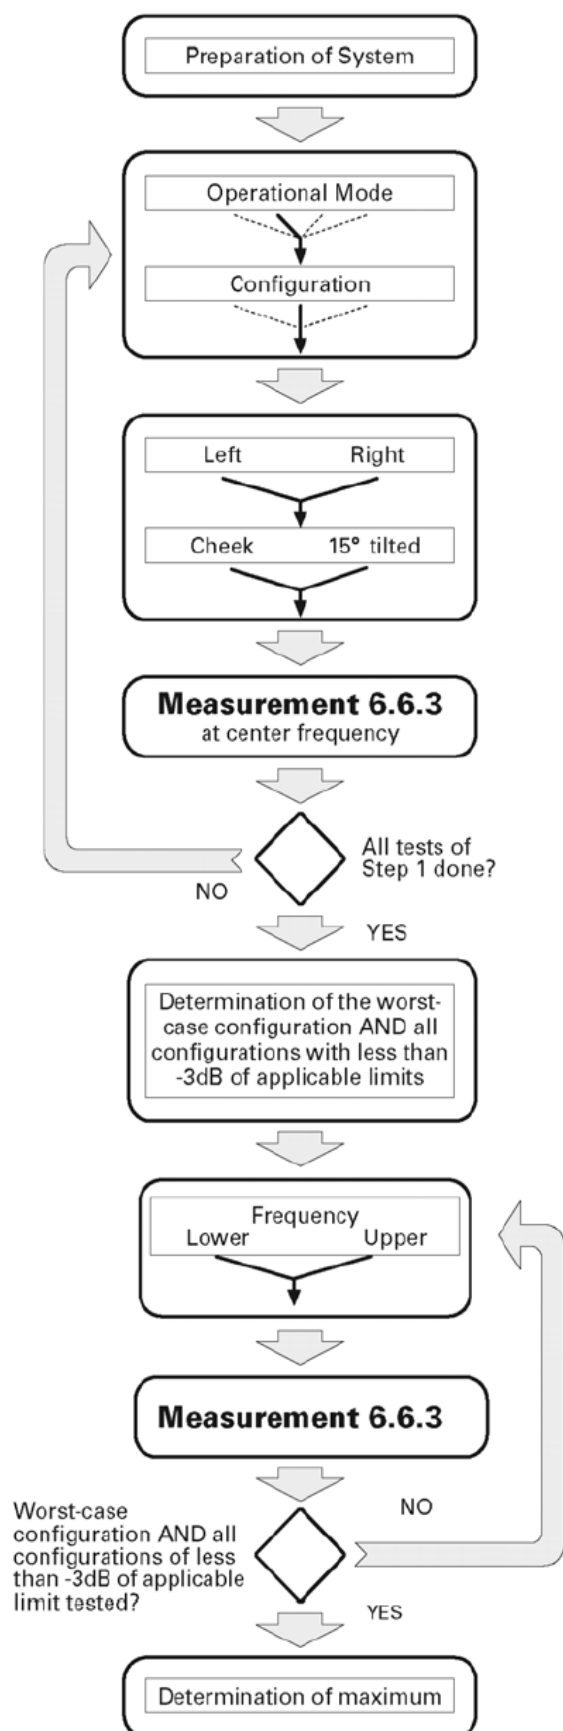 Preparation of System
Operational Mode
Configuration
Left Right
Cheek 15° tilted
Measurement 6.6.3
at center frequency
All tests of
Step 1 done?
NO
YES
Determination of the worst-
case configuration AND all
configurations with less than
-3dB of applicable limits
Frequency
Lower Upper
Measurement 6.6.3
NO
Worst-case
configuration AND all
configurations of less
than -3dB of applicable
limit tested?
YES
Determination of maximum